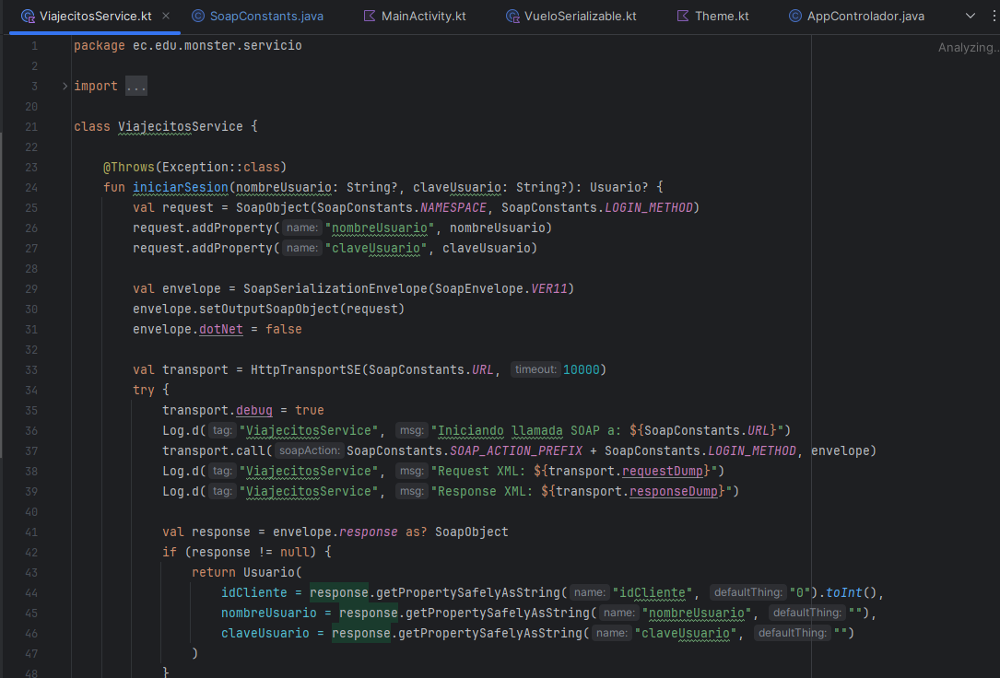 ViajecitosService.kt SoapConstants.java MainActivity.kt VueloSerializable.kt Theme.kt AppControlador.java
1 package ec.edu.monster.servicio Analyzing...
2
3 import ...
20
21 class ViajecitosService {
22
23 @Throws(Exception::class)
24 fun iniciarSesion(nombreUsuario: String?, claveUsuario: String?): Usuario? {
25 val request = SoapObject(SoapConstants.NAMESPACE, SoapConstants.LOGIN_METHOD)
26 request.addProperty( name: "nombreUsuario", nombreUsuario)
27 request.addProperty( name: "claveUsuario", claveUsuario)
28
29 val envelope = SoapSerializationEnvelope(SoapEnvelope.VER11)
30 envelope.setOutputSoapObject(request)
31 envelope.dotNet = false
32
33 val transport = HttpTransportSE(SoapConstants.URL, timeout: 10000)
34 try {
35 transport.debug = true
36 Log.d( tag: "ViajecitosService", msg: "Iniciando llamada SOAP a: ${SoapConstants.URL}")
37 transport.call( soapAction: SoapConstants.SOAP_ACTION_PREFIX + SoapConstants.LOGIN_METHOD, envelope)
38 Log.d( tag: "ViajecitosService", msg: "Request XML: ${transport.requestDump}")
39 Log.d( tag: "ViajecitosService", msg: "Response XML: ${transport.responseDump}")
40
41 val response = envelope.response as? SoapObject
42 if (response != null) {
43 return Usuario(
44 idCliente = response.getPropertySafelyAsString( name: "idCliente", defaultThing: "0").toInt(),
45 nombreUsuario = response.getPropertySafelyAsString( name: "nombreUsuario", defaultThing: ""),
46 claveUsuario = response.getPropertySafelyAsString( name: "claveUsuario", defaultThing: "")
47 )
48 }